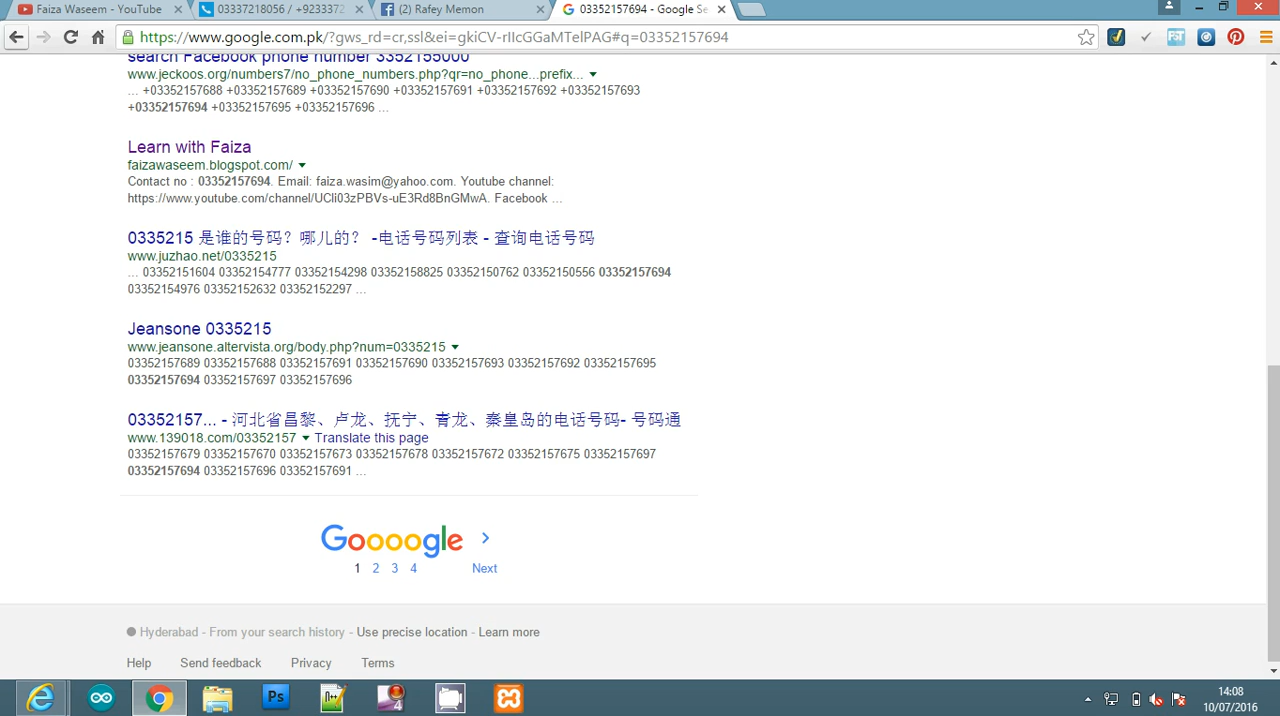 Faiza Waseem - YouTube
03337218056 / +9233372
(2) Rafey Memon
03352157694 - Google Se
https://www.google.com.pk/?gws_rd=cr,ssl&ei=gkiCV-rIIcGGaMTelPAG#q=03352157694
search Facebook phone number 3352155000
www.jeckoos.org/numbers7/no_phone_numbers.php?qr=no_phone...prefix...
... +03352157688 +03352157689 +03352157690 +03352157691 +03352157692 +03352157693
+03352157694 +03352157695 +03352157696 ...
Learn with Faiza
faizawaseem.blogspot.com/
Contact no : 03352157694. Email: faiza.wasim@yahoo.com. Youtube channel:
https://www.youtube.com/channel/UCIi03zPBVs-uE3Rd8BnGMwA. Facebook ...
0335215 是谁的号码？哪儿的？ -电话号码列表 - 查询电话号码
www.juzhao.net/0335215
... 03352151604 03352154777 03352154298 03352158825 03352150762 03352150556 03352157694
03352154976 03352152632 03352152297 ...
Jeansone 0335215
www.jeansone.altervista.org/body.php?num=0335215
03352157689 03352157688 03352157691 03352157690 03352157693 03352157692 03352157695
03352157694 03352157697 03352157696
03352157... - 河北省昌黎、卢龙、抚宁、青龙、秦皇岛的电话号码- 号码通
www.139018.com/03352157 Translate this page
03352157679 03352157670 03352157673 03352157678 03352157672 03352157675 03352157697
03352157694 03352157696 03352157691 ...
Goooogle
1 2 3 4 Next
Hyderabad - From your search history - Use precise location - Learn more
Help Send feedback Privacy Terms
Ps
4
14:08
10/07/2016